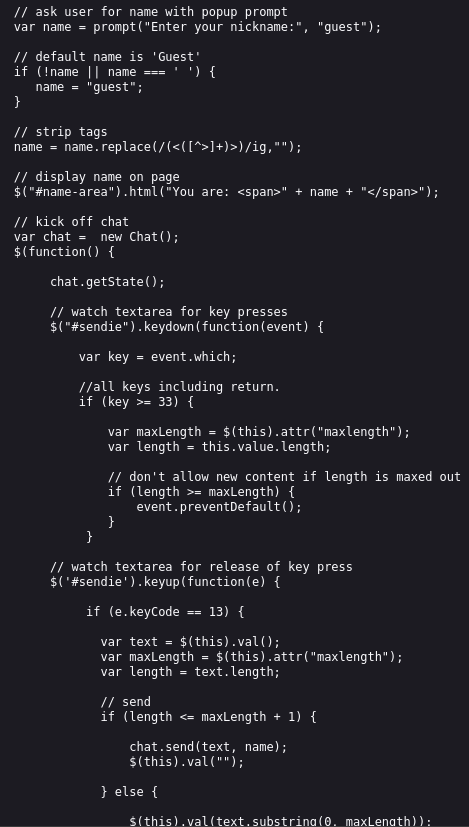 // ask user for name with popup prompt
var name = prompt("Enter your nickname:", "guest");
// default name is 'Guest'
if (!name || name === ' ') {
name = "guest";
}
// strip tags
name = name.replace(/(<([^>]+)>)/ig,"");
// display name on page
$("#name-area").html("You are: <span>" + name + "</span>");
// kick off chat
var chat =  new Chat();
$(function() {
chat.getState();
// watch textarea for key presses
$("#sendie").keydown(function(event) {
var key = event.which;
//all keys including return.
if (key >= 33) {
var maxLength = $(this).attr("maxlength");
var length = this.value.length;
// don't allow new content if length is maxed out
if (length >= maxLength) {
event.preventDefault();
}
}
// watch textarea for release of key press
$('#sendie').keyup(function(e) {
if (e.keyCode == 13) {
var text = $(this).val();
var maxLength = $(this).attr("maxlength");
var length = text.length;
// send
if (length <= maxLength + 1) {
chat.send(text, name);
$(this).val("");
} else {
$(this).val(text.substring(0, maxLength));